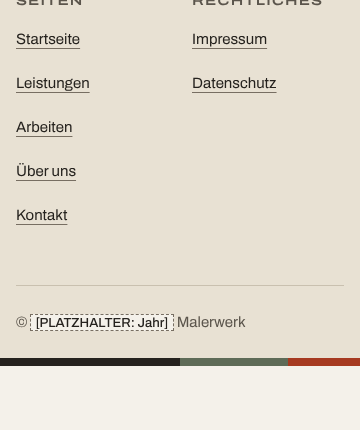 SEITEN
Startseite
Leistungen
Arbeiten
Über uns
Kontakt
RECHTLICHES
Impressum
Datenschutz
© [PLATZHALTER: Jahr] Malerwerk